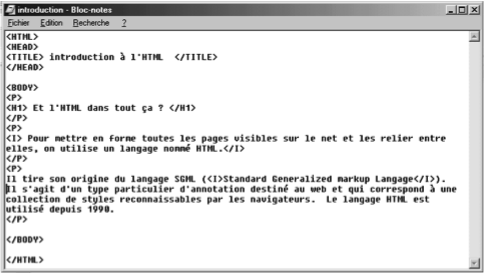 introduction - Bloc-notes
Fichier Edition Recherche ?
<HTML>
<HEAD>
<TITLE> introduction à l'HTML </TITLE>
</HEAD>
<BODY>
<P>
<H1> Et l'HTML dans tout ça ? </H1>
</P>
<P>
<I> Pour mettre en forme toutes les pages visibles sur le net et les relier entre
elles, on utilise un langage nommé HTML.</I>
</P>
<P>
Il tire son origine du langage SGML (<I>Standard Generalized markup Langage</I>).
Il s'agit d'un type particulier d'annotation destiné au web et qui correspond à une
collection de styles reconnaissables par les navigateurs. Le langage HTML est
utilisé depuis 1990.
</P>
</BODY>
</HTML>